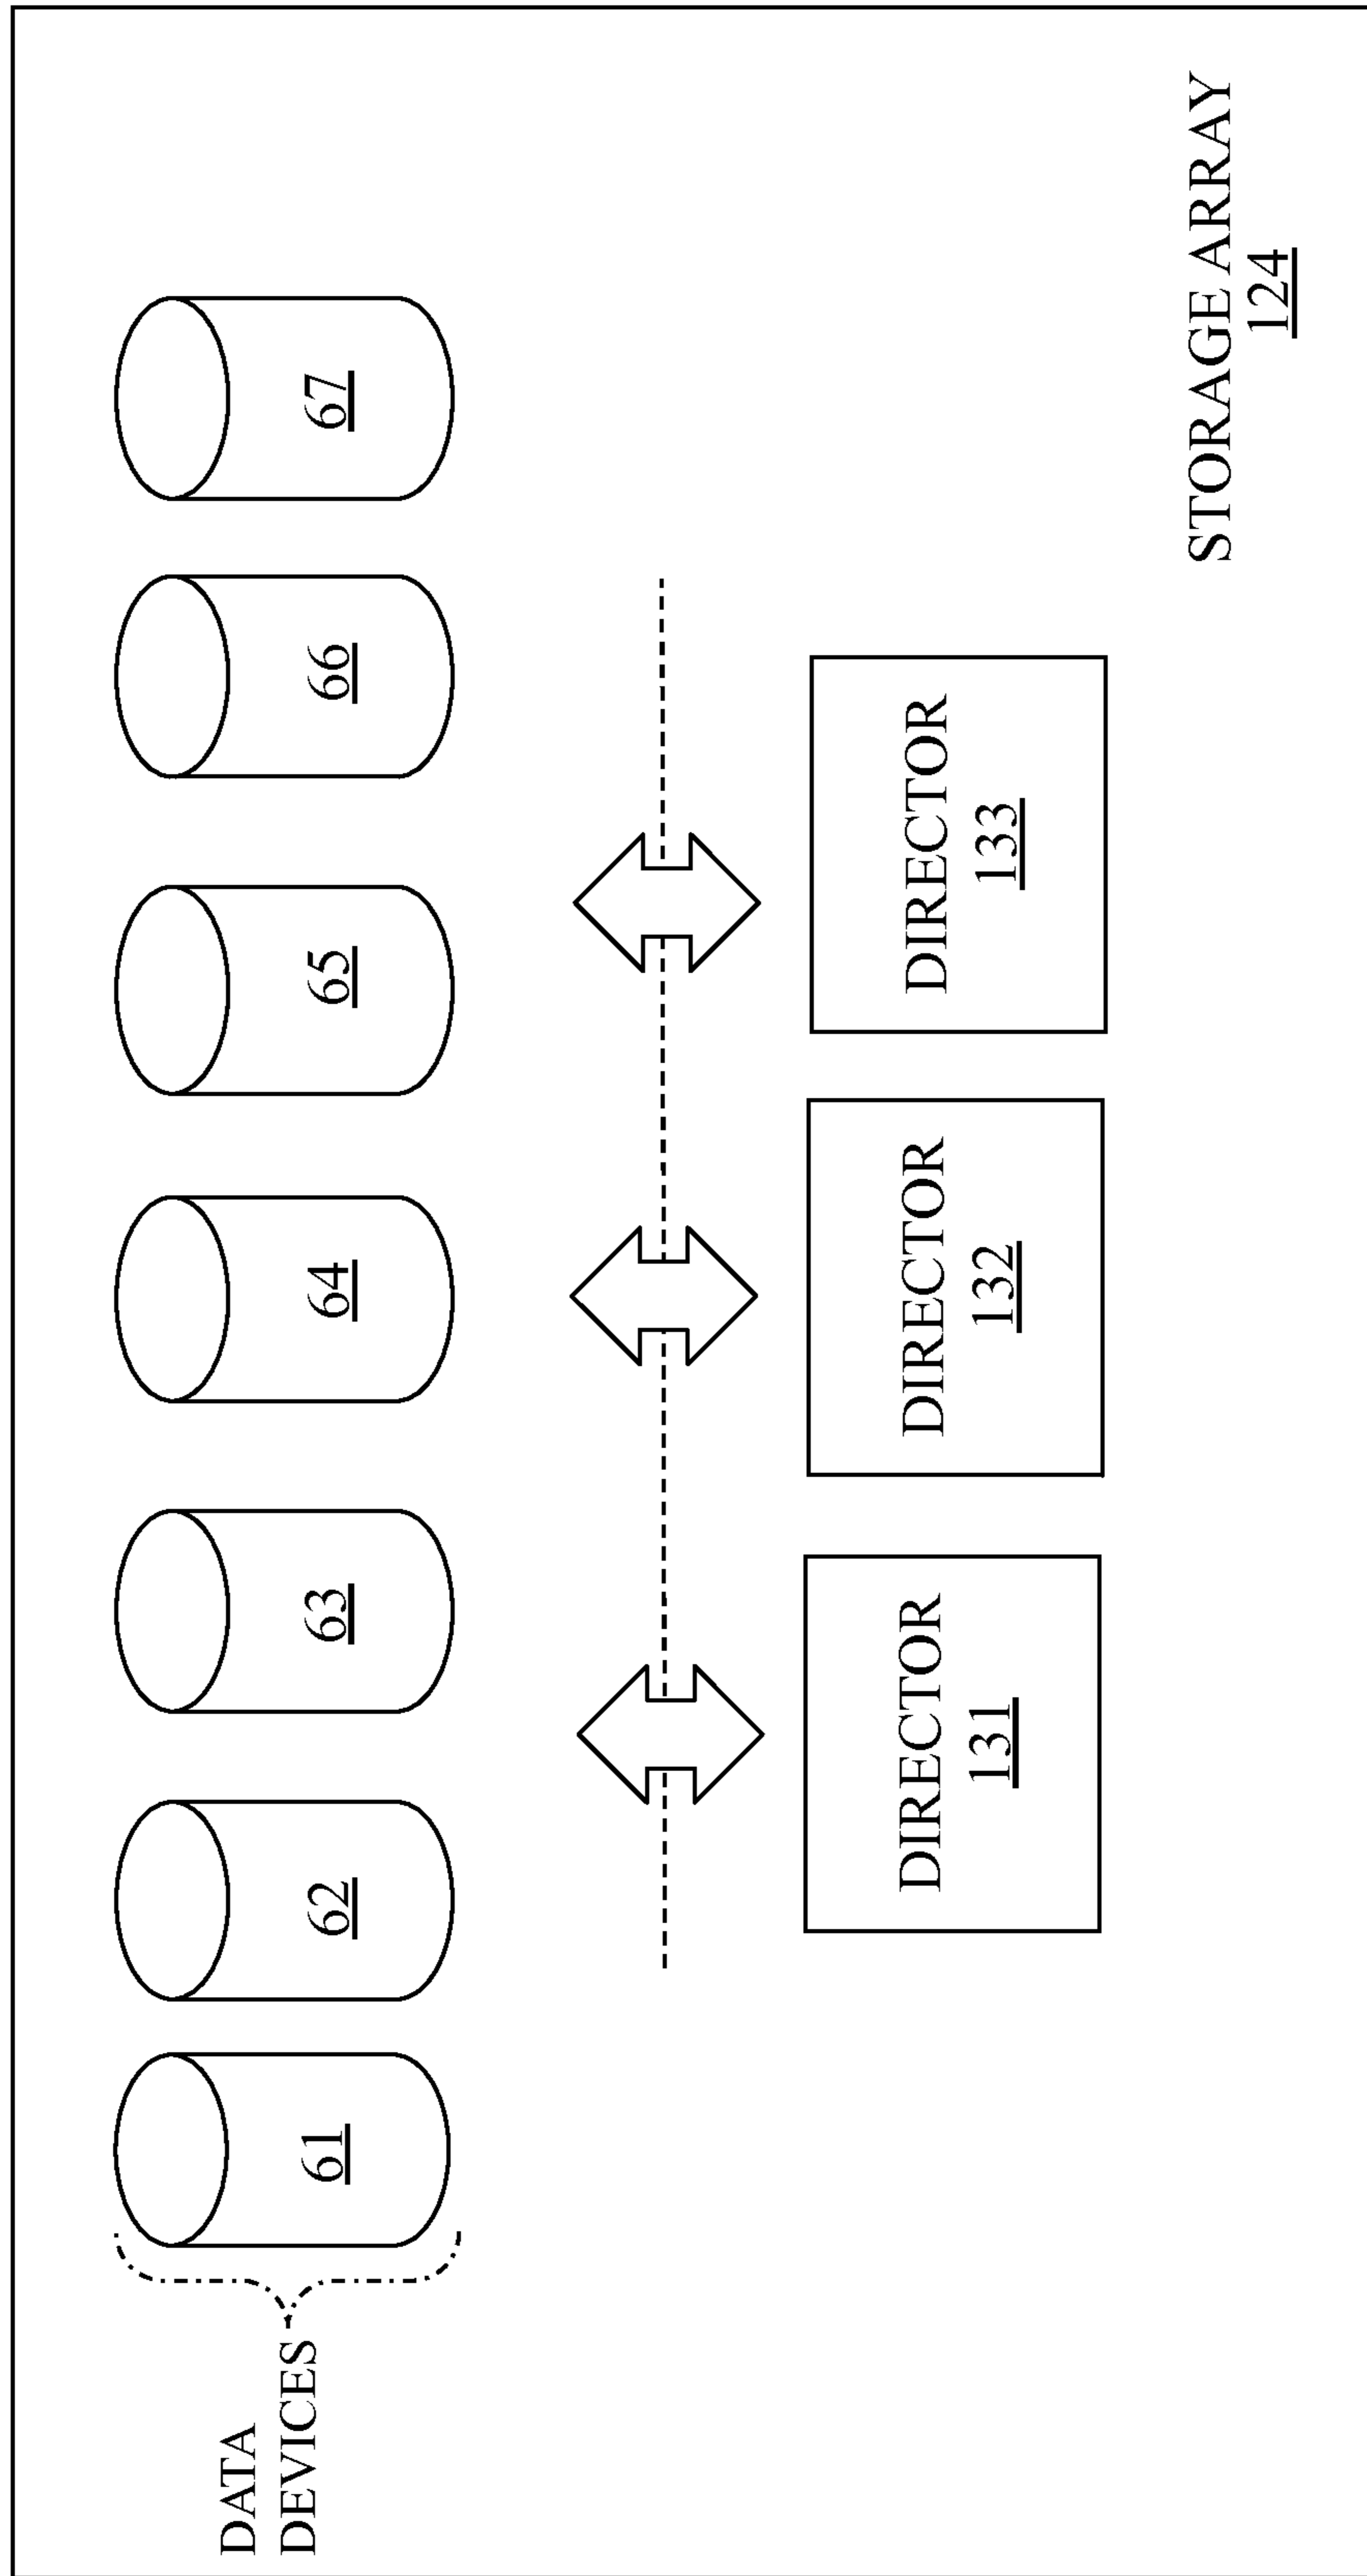 DATA
DEVICES
61
62
63
64
65
66
67
DIRECTOR
131
DIRECTOR
132
DIRECTOR
133
STORAGE ARRAY
124